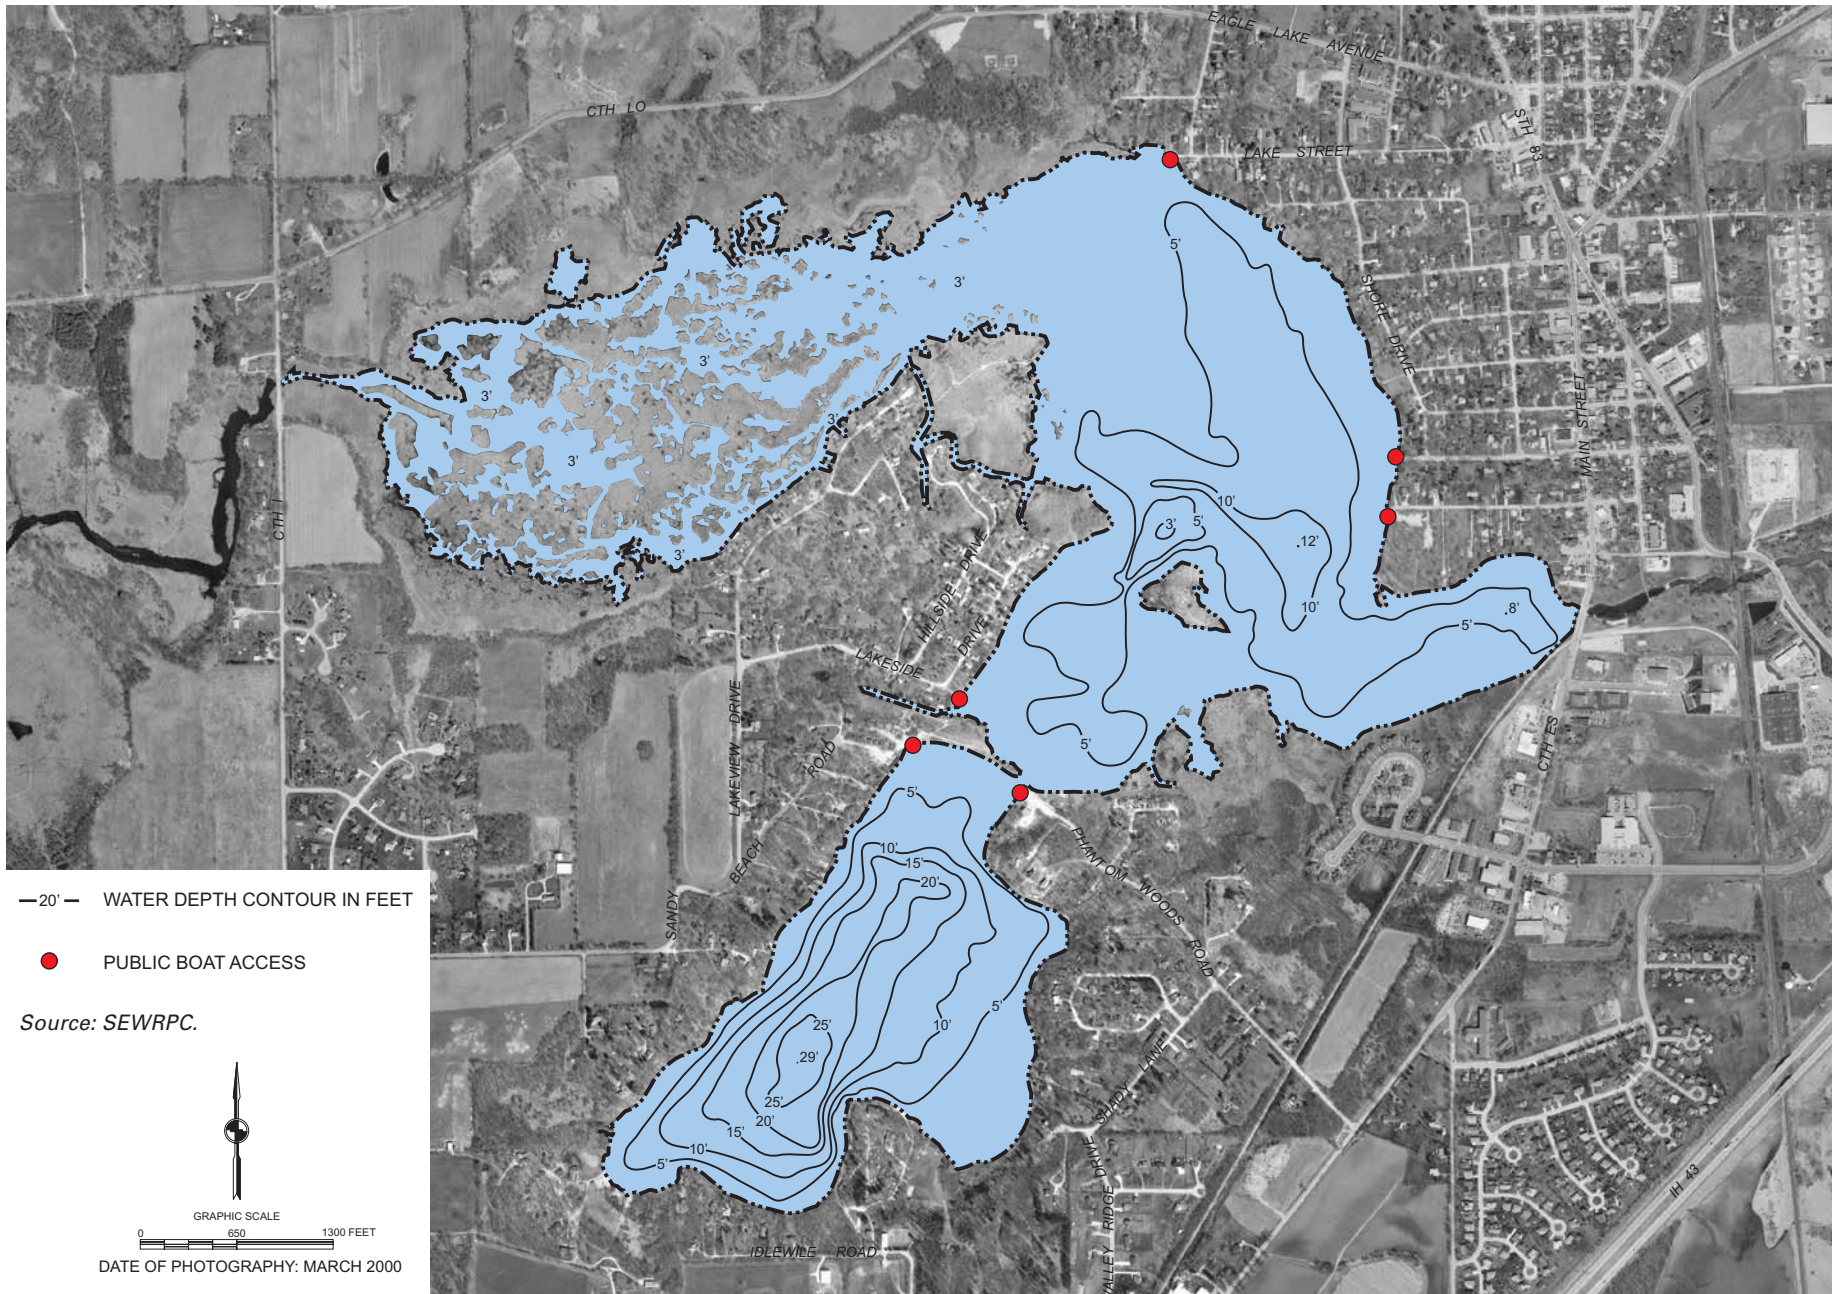 EAGLE LAKE AVENUE
CTH LO
STH 83
LAKE STREET
5'
3'
SHORE DRIVE
3'
MAIN STREET
3'
3'
3'
CTH I
10'
3'
5'
12'
3'
HILLSIDE DRIVE
10'
8'
5'
LAKESIDE DRIVE
LAKEVIEW DRIVE
5'
CTH ES
SANDY BEACH ROAD
5'
PHANTOM WOODS ROAD
10'
15'
20'
5'
10'
25'
29'
25'
20'
15'
10'
5'
SHADY LANE
VALLEY RIDGE DRIVE
IDLEWILE ROAD
IH 43
20' WATER DEPTH CONTOUR IN FEET
PUBLIC BOAT ACCESS
Source: SEWRPC.
GRAPHIC SCALE
0 650 1300 FEET
DATE OF PHOTOGRAPHY: MARCH 2000